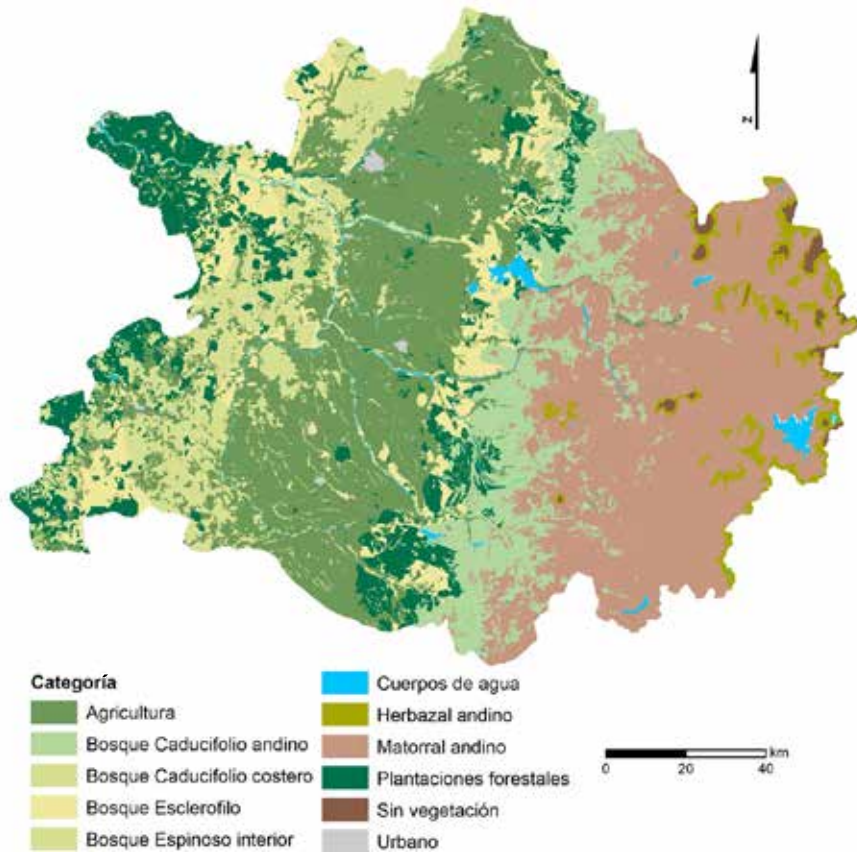 N
Categoría
Agricultura
Bosque Caducifolio andino
Bosque Caducifolio costero
Bosque Esclerofilo
Bosque Espinoso interior
Cuerpos de agua
Herbazal andino
Matorral andino
Plantaciones forestales
Sin vegetación
Urbano
km
0 20 40